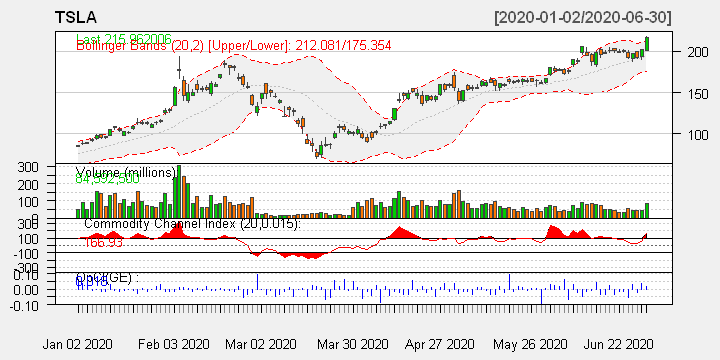 TSLA [2020-01-02/2020-06-30]
Last 215.962006
Bollinger Bands (20,2) [Upper/Lower]: 212.081/175.354
200
150
100
Volume (millions):
64,592,500
300
200
100
0
Commodity Channel Index (20,0.015):
166.93
300
100
-100
-300
0.10
0.00
-0.10
Jan 02 2020 Feb 03 2020 Mar 02 2020 Mar 30 2020 Apr 27 2020 May 26 2020 Jun 22 2020